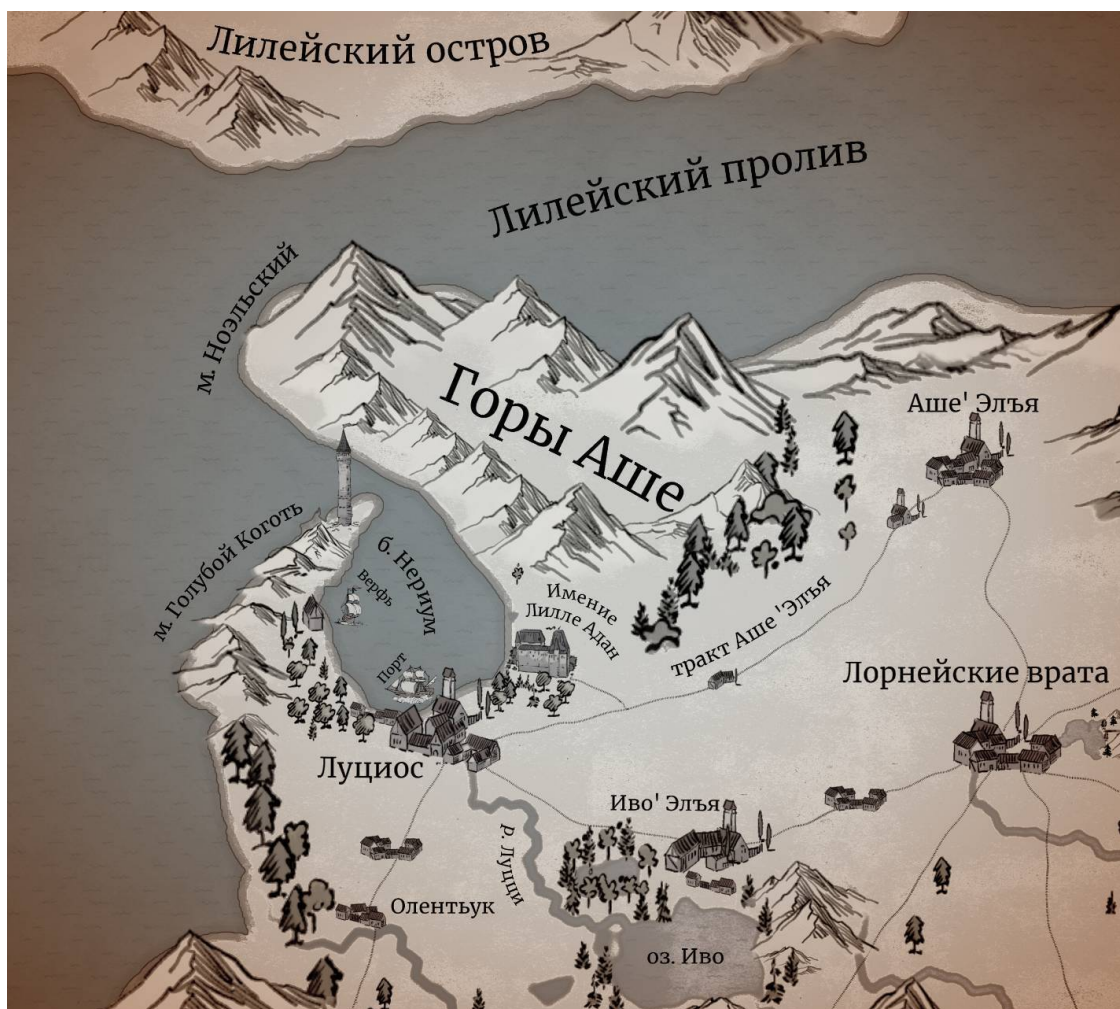 Лилейский остров
Лилейский пролив
м. Ноэльский
Горы Аше
Аше' Элъя
м. Голубой Коготь
б. Нериум
Верфь
Имение
Лилле Адан
тракт Аше 'Элъя
Порт
Лорнейские врата
Луциос
Иво' Элъя
р. Луцци
Олентьук
оз. Иво